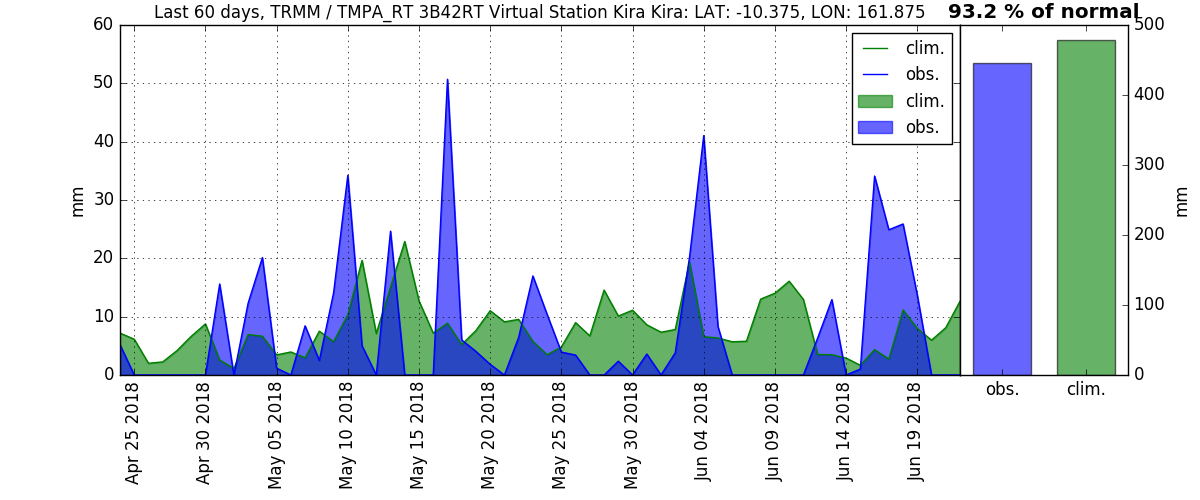 Last 60 days, TRMM / TMPA_RT 3B42RT Virtual Station Kira Kira: LAT: -10.375, LON: 161.875
93.2 % of normal
60
50
40
30
20
10
0
mm
clim.
obs.
clim.
obs.
Apr 25 2018
Apr 30 2018
May 05 2018
May 10 2018
May 15 2018
May 20 2018
May 25 2018
May 30 2018
Jun 04 2018
Jun 09 2018
Jun 14 2018
Jun 19 2018
500
400
300
200
100
0
mm
obs.
clim.